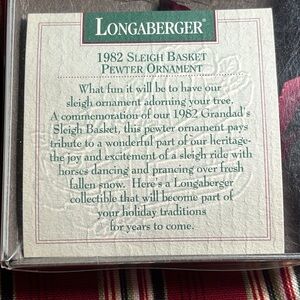 LONGABERGER®
1982 SLEIGH BASKET
PEWTER ORNAMENT
What fun it will be to have our
sleigh ornament adorning your tree.
A commemoration of our 1982 Grandad's
Sleigh Basket, this pewter ornament pays
tribute to a wonderful part of our heritage-
the joy and excitement of a sleigh ride with
horses dancing and prancing over fresh
fallen snow. Here's a Longaberger
collectible that will become part of
your holiday traditions
for years to come.